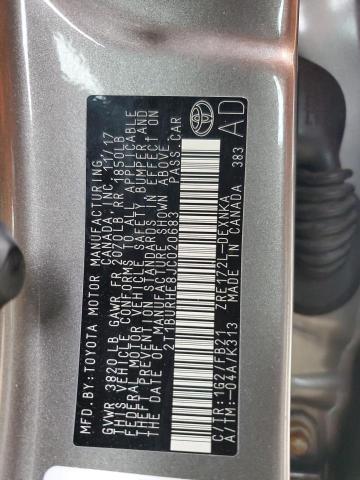 MFD.BY:TOYOTA MOTOR MANUFACTURING
CANADA, INC. 11/17
GVWR 3820 LB GAWR FR 2070LB RR 1850LB
THIS VEHICLE CONFORMS TO ALL APPLICABLE
FEDERAL MOTOR VEHICLE SAFETY, BUMPER, AND
THEFT PREVENTION STANDARDS IN EFFECT ON
THE DATE OF MANUFACTURE SHOWN ABOVE.
2T1BURHE8JC020683 PASS.CAR
C/TR:1G2/FB21 ZRE172L-DEXNKA
A/TM:-04A/K313 MADE IN CANADA 383
AD